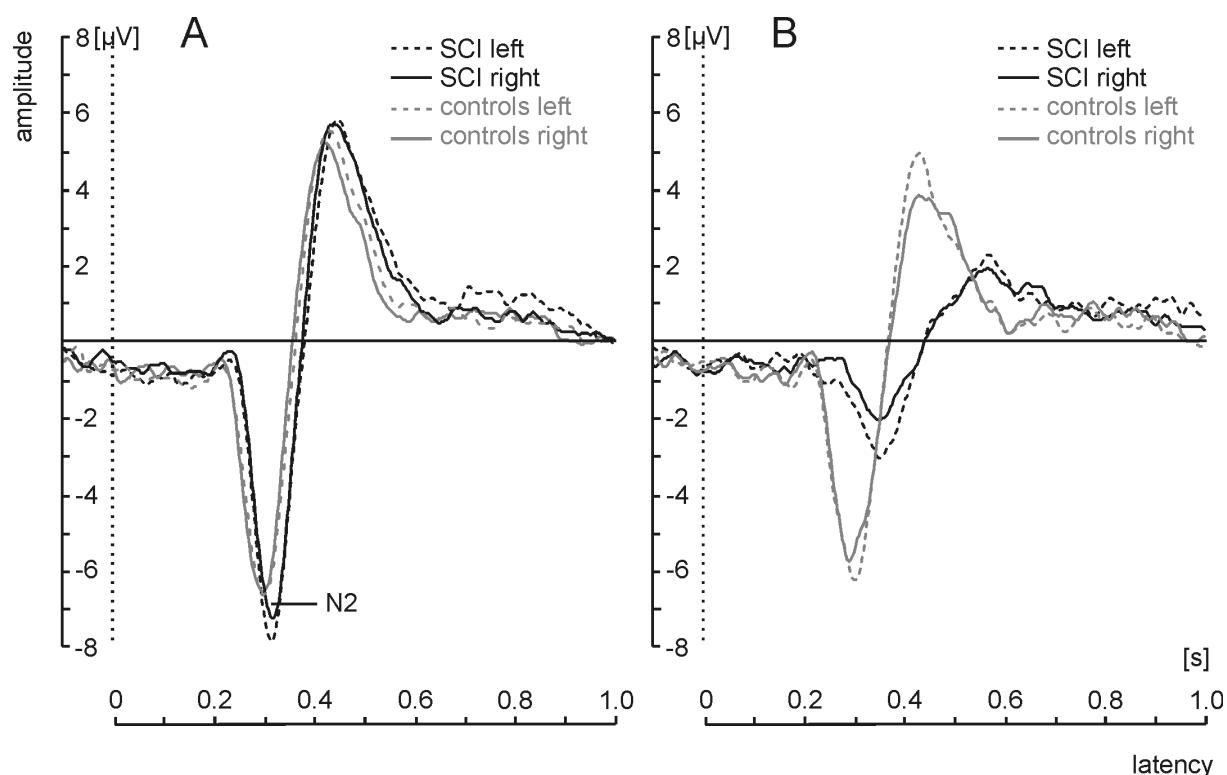 A
8 [µV]
6
4
2
-2
-4
-6
-8
amplitude
SCI left
SCI right
controls left
controls right
N2
0 0.2 0.4 0.6 0.8 1.0
B
8 [µV]
6
4
2
-2
-4
-6
-8
SCI left
SCI right
controls left
controls right
[s]
0 0.2 0.4 0.6 0.8 1.0
latency